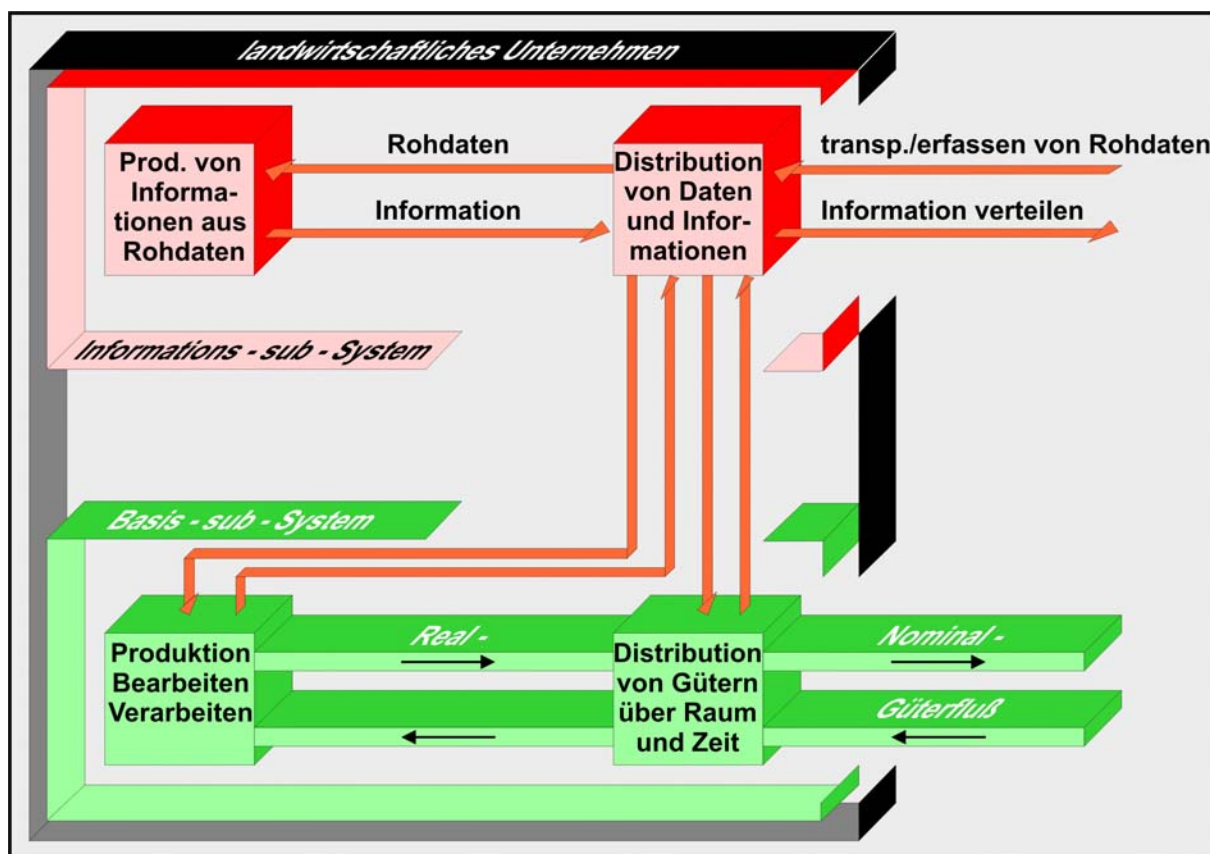 landwirtschaftliches Unternehmen
Prod. von
Informa-
tionen aus
Rohdaten
Rohdaten
Information
Distribution
von Daten
und Infor-
mationen
transp./erfassen von Rohdaten
Information verteilen
Informations - sub - System
Basis - sub - System
Produktion
Bearbeiten
Verarbeiten
Real -
Distribution
von Gütern
über Raum
und Zeit
Nominal -
Güterfluß